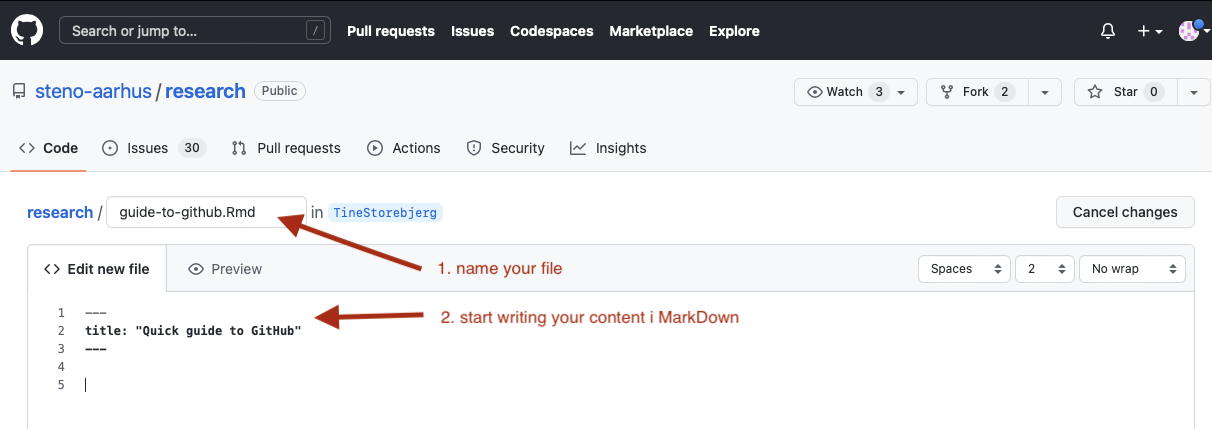 Search or jump to... /
Pull requests Issues Codespaces Marketplace Explore
steno-aarhus / research Public
Watch 3 Fork 2 Star 0
Code Issues 30 Pull requests Actions Security Insights
research / guide-to-github.Rmd in TineStorebjerg
Cancel changes
1. name your file
<> Edit new file Preview
Spaces 2 No wrap
2. start writing your content i MarkDown
1 ---
2 title: "Quick guide to GitHub"
3 ---
4
5